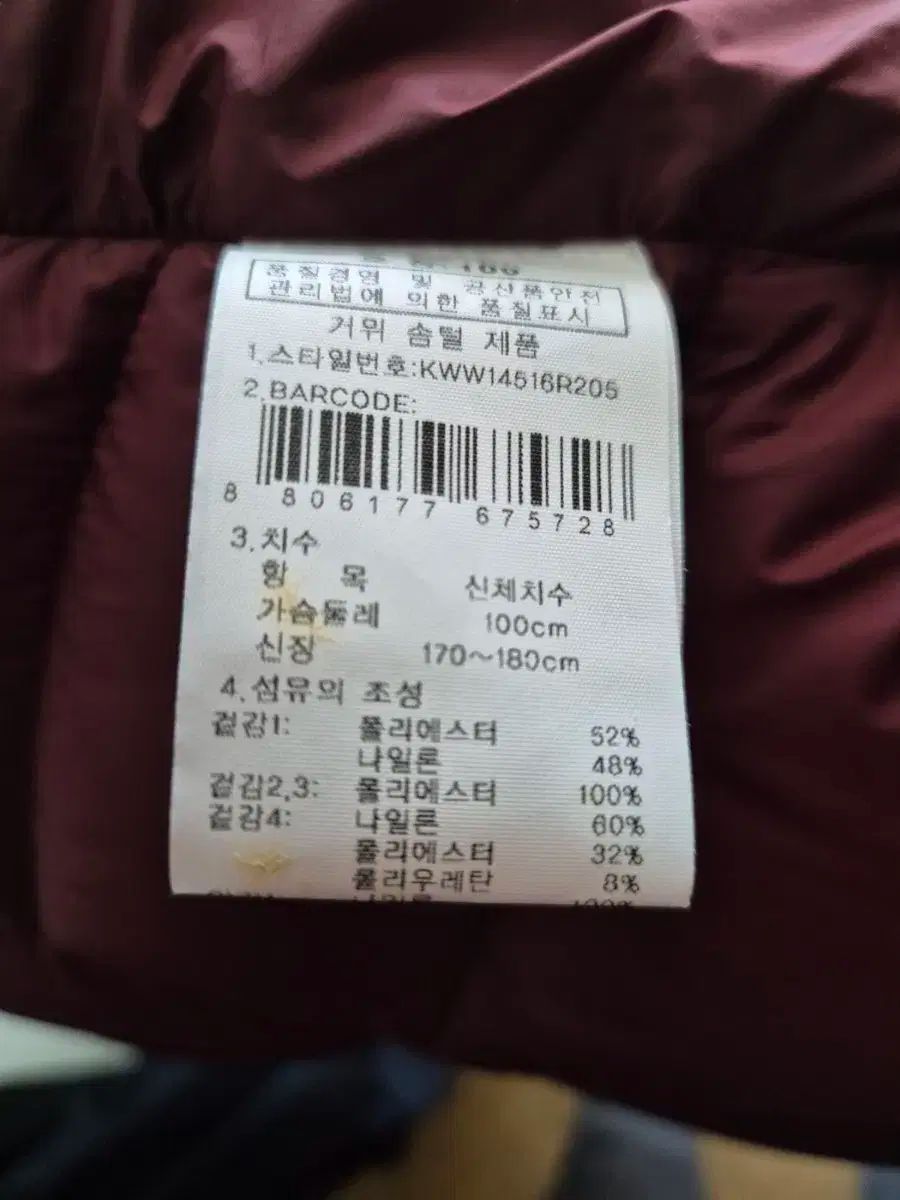 품질경영 및 공산품안전
관리법에 의한 품질표시
거위 솜털 제품
1.스타일번호:KWW14516R205
2.BARCODE:
8 806177 675728
3.치수
항 목 신체치수
가슴둘레 100cm
신장 170~180cm
4.섬유의 조성
겉감1: 폴리에스터 52%
나일론 48%
겉감2,3: 폴리에스터 100%
겉감4: 나일론 60%
폴리에스터 32%
폴리우레탄 8%